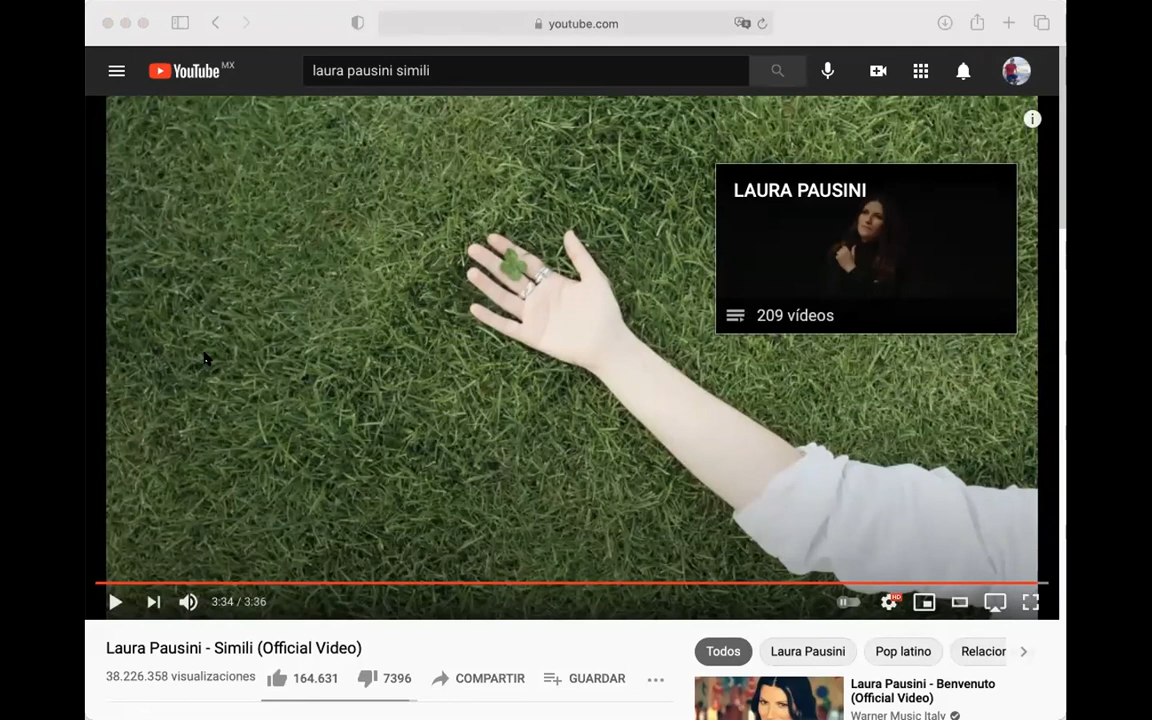 youtube.com
YouTube MX
laura pausini simili
i
LAURA PAUSINI
209 vídeos
3:34 / 3:36
HD
Laura Pausini - Simili (Official Video)
38.226.358 visualizaciones
164.631
7396
COMPARTIR
GUARDAR
Todos
Laura Pausini
Pop latino
Relacior
Laura Pausini - Benvenuto
(Official Video)
Warner Music Italy